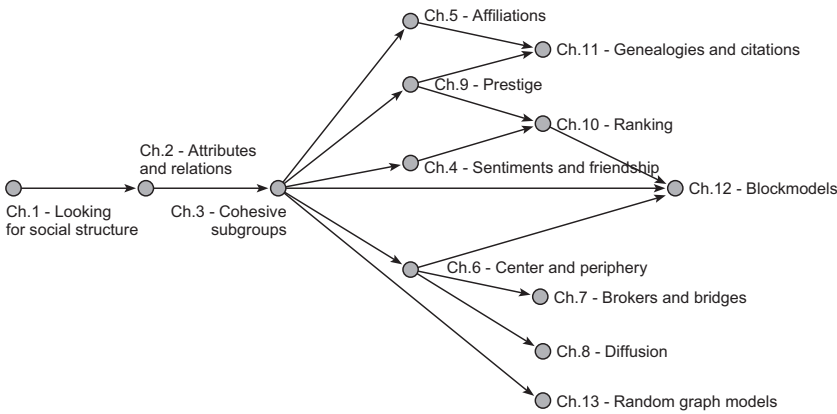 Ch.5 - Affiliations
Ch.11 - Genealogies and citations
Ch.9 - Prestige
Ch.10 - Ranking
Ch.2 - Attributes
and relations
Ch.4 - Sentiments and friendship
Ch.12 - Blockmodels
Ch.1 - Looking
for social structure
Ch.3 - Cohesive
subgroups
Ch.6 - Center and periphery
Ch.7 - Brokers and bridges
Ch.8 - Diffusion
Ch.13 - Random graph models